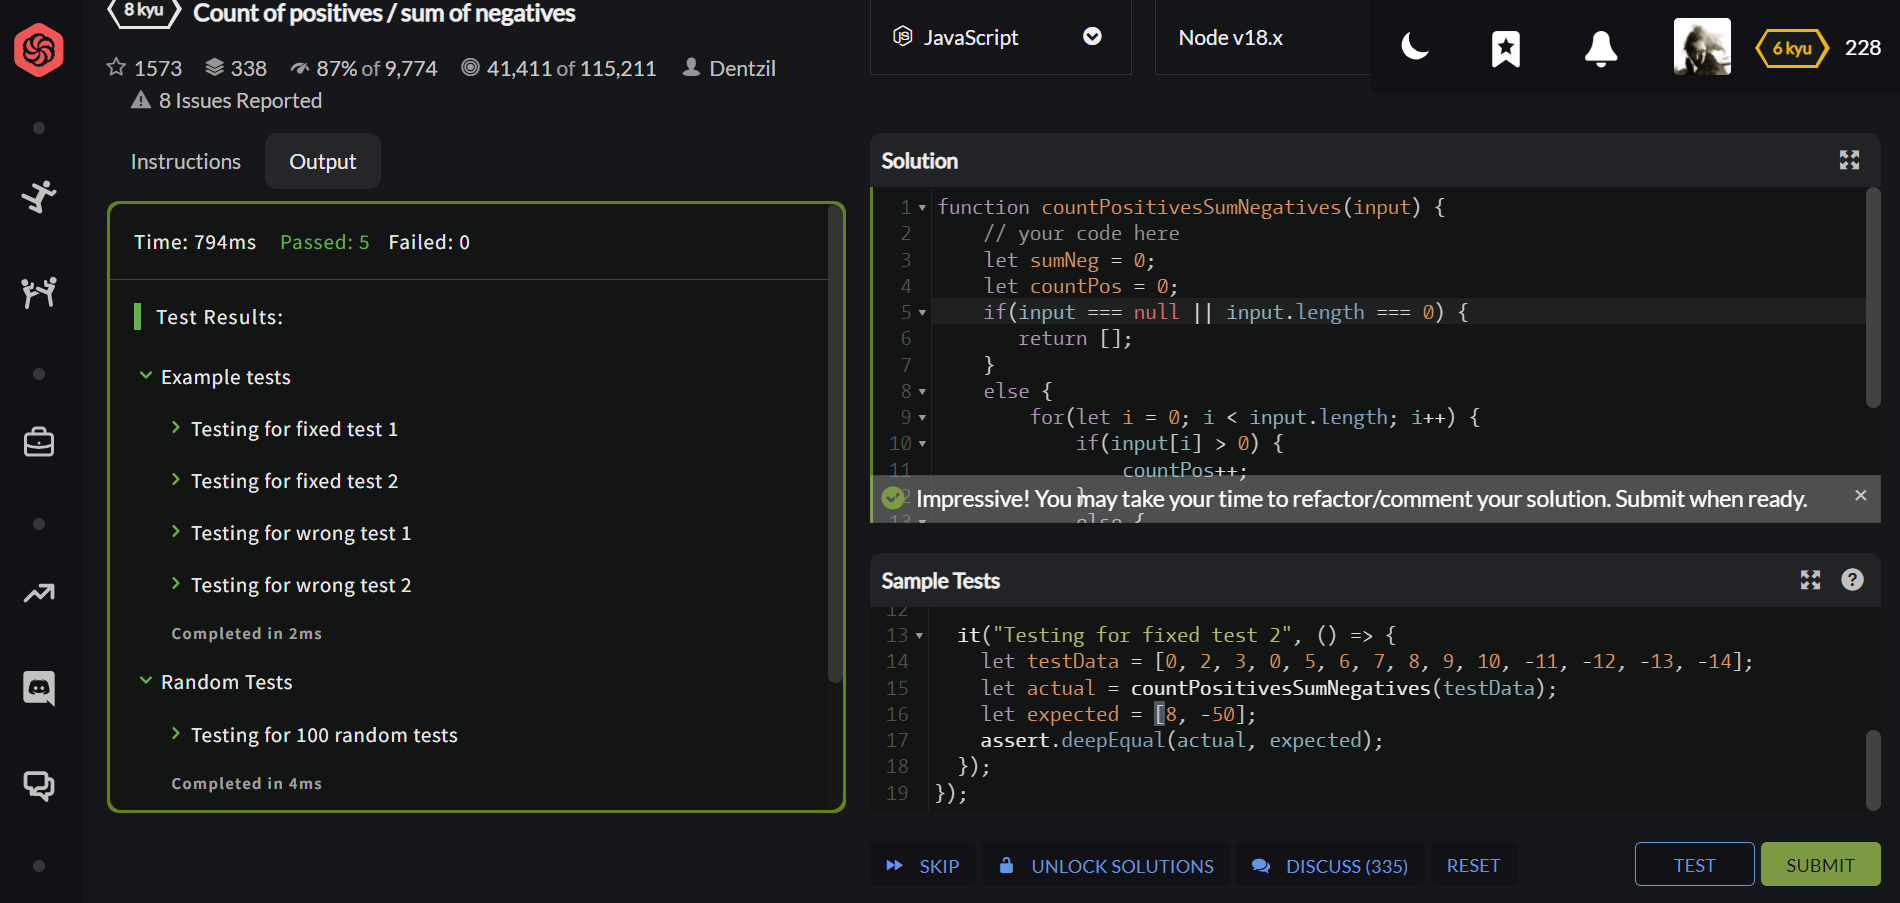 8 kyu
Count of positives / sum of negatives
1573 338 87% of 9,774 41,411 of 115,211 Dentzil
8 Issues Reported
JavaScript
Node v18.x
6 kyu
228
Instructions
Output
Time: 794ms Passed: 5 Failed: 0
Test Results:
Example tests
Testing for fixed test 1
Testing for fixed test 2
Testing for wrong test 1
Testing for wrong test 2
Completed in 2ms
Random Tests
Testing for 100 random tests
Completed in 4ms
Solution
1 function countPositivesSumNegatives(input) {
2 // your code here
3 let sumNeg = 0;
4 let countPos = 0;
5 if(input === null || input.length === 0) {
6 return [];
7 }
8 else {
9 for(let i = 0; i < input.length; i++) {
10 if(input[i] > 0) {
11 countPos++;
Impressive! You may take your time to refactor/comment your solution. Submit when ready.
13 else {
Sample Tests
12
13 it("Testing for fixed test 2", () => {
14 let testData = [0, 2, 3, 0, 5, 6, 7, 8, 9, 10, -11, -12, -13, -14];
15 let actual = countPositivesSumNegatives(testData);
16 let expected = [8, -50];
17 assert.deepEqual(actual, expected);
18 });
19 });
SKIP
UNLOCK SOLUTIONS
DISCUSS (335)
RESET
TEST
SUBMIT